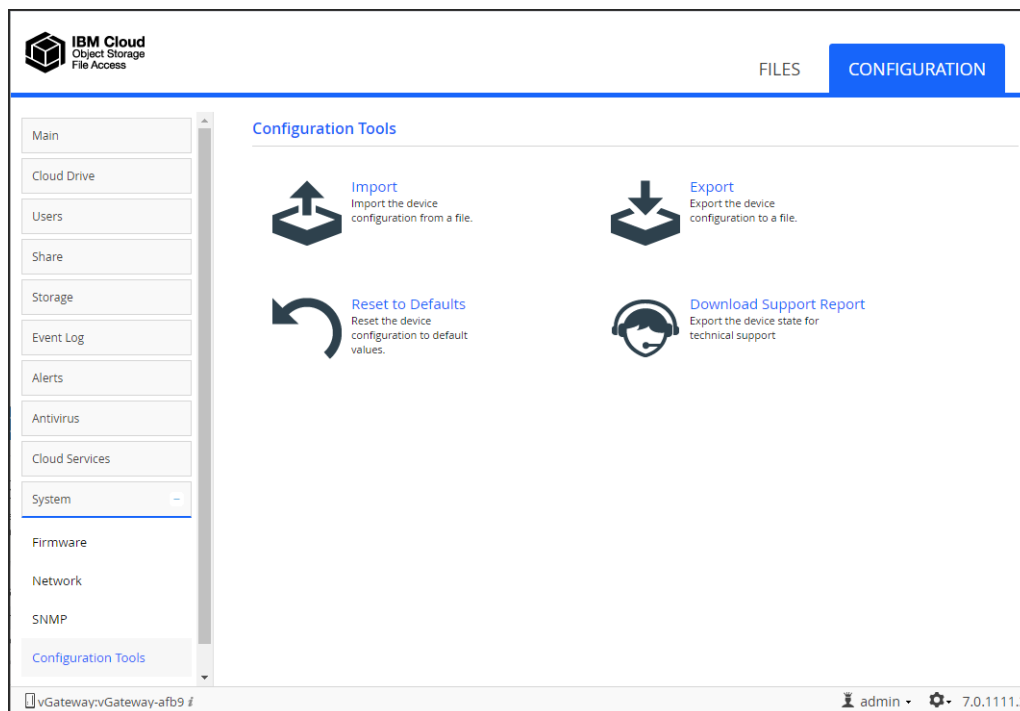 IBM Cloud
Object Storage
File Access
FILES
CONFIGURATION
Main
Cloud Drive
Users
Share
Storage
Event Log
Alerts
Antivirus
Cloud Services
System
Firmware
Network
SNMP
Configuration Tools
Configuration Tools
Import
Import the device
configuration from a file.
Export
Export the device
configuration to a file.
Reset to Defaults
Reset the device
configuration to default
values.
Download Support Report
Export the device state for
technical support
vGateway:vGateway-afb9 i
admin
7.0.1111.